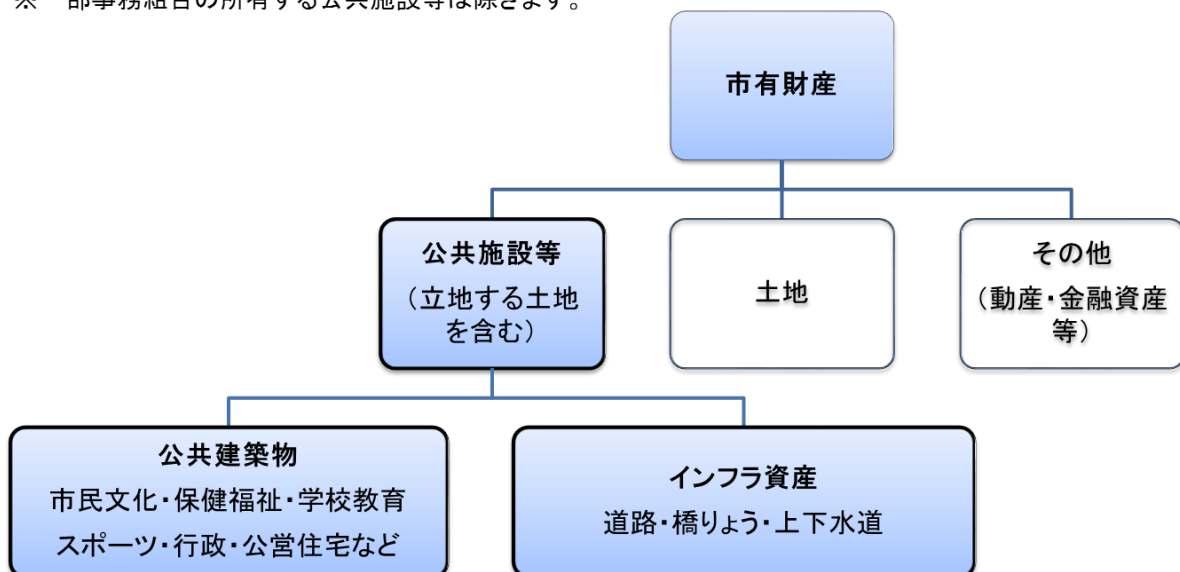 ※一部事務組合の所有する公共施設等は除きます。
市有財産
公共施設等
（立地する土地
を含む）
土地
その他
（動産・金融資産
等）
公共建築物
市民文化・保健福祉・学校教育
スポーツ・行政・公営住宅など
インフラ資産
道路・橋りょう・上下水道